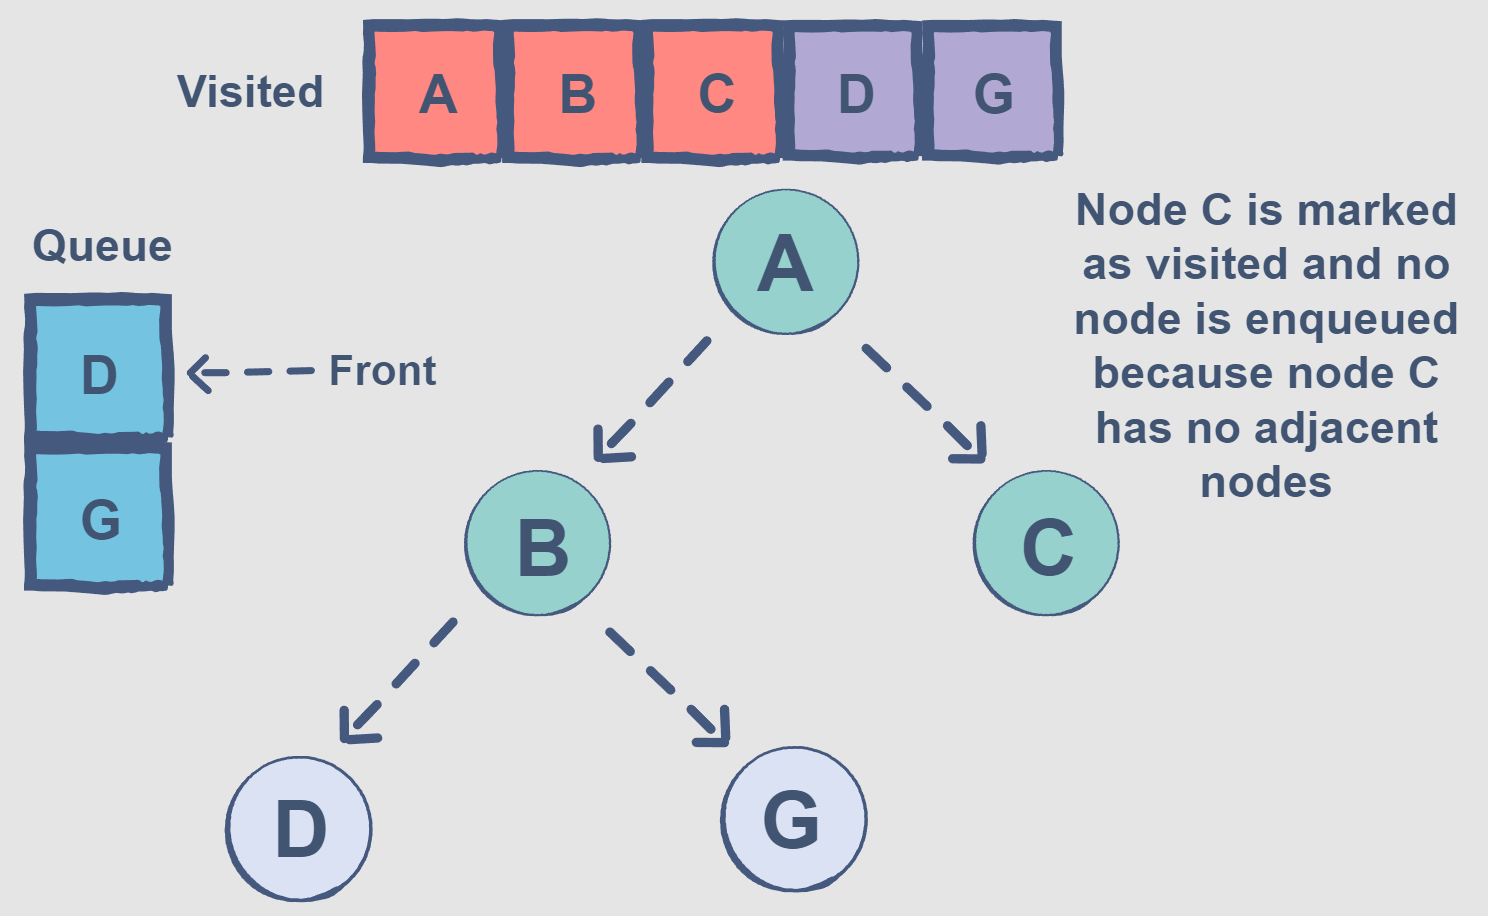 Visited
A B C D G
Queue
D
Front
G
A
B
C
D
G
Node C is marked
as visited and no
node is enqueued
because node C
has no adjacent
nodes